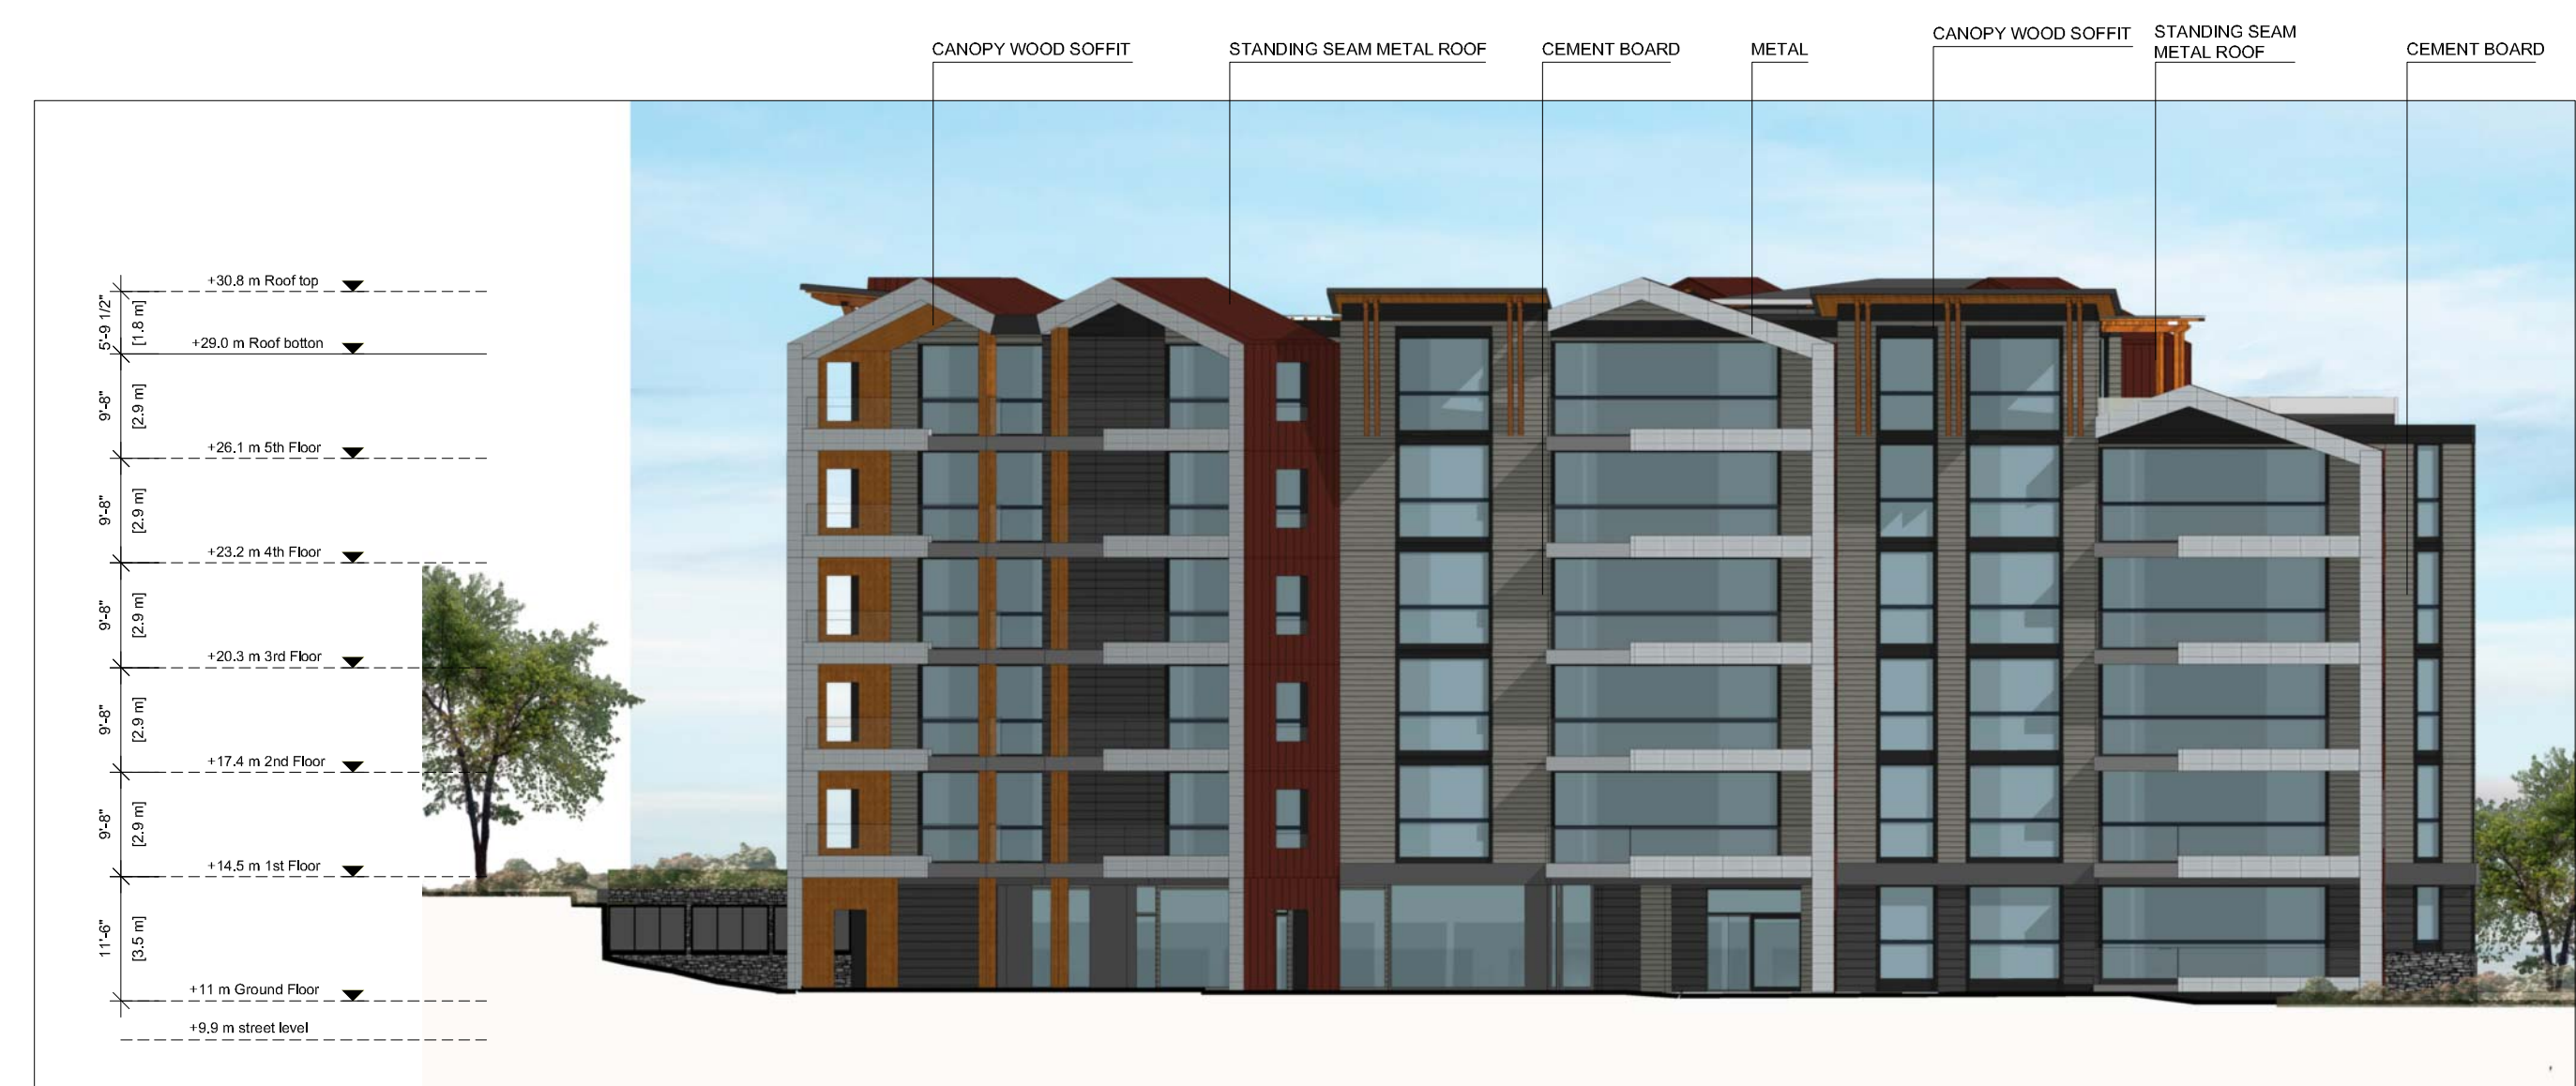 CANOPY WOOD SOFFIT
STANDING SEAM METAL ROOF
CEMENT BOARD
METAL
CANOPY WOOD SOFFIT
STANDING SEAM
METAL ROOF
CEMENT BOARD
+30.8 m Roof top
5'-9 1/2"
[1.8 m]
+29.0 m Roof botton
9'-8"
[2.9 m]
+26.1 m 5th Floor
9'-8"
[2.9 m]
+23.2 m 4th Floor
9'-8"
[2.9 m]
+20.3 m 3rd Floor
9'-8"
[2.9 m]
+17.4 m 2nd Floor
9'-8"
[2.9 m]
+14.5 m 1st Floor
11'-6"
[3.5 m]
+11 m Ground Floor
+9.9 m street level